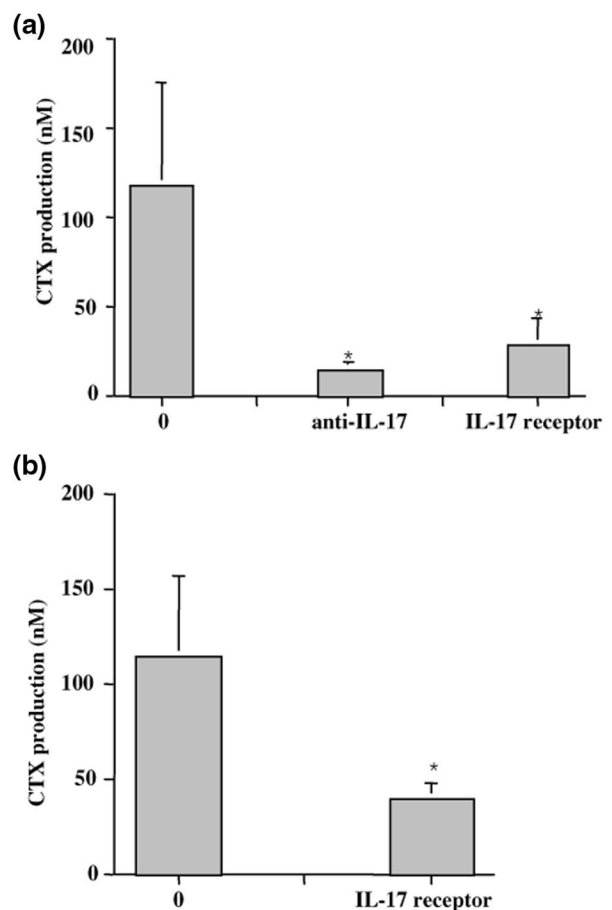 (a)
200
150
100
50
0
CTX production (nM)
*
*
0 anti-IL-17 IL-17 receptor
(b)
200
150
100
50
0
CTX production (nM)
*
0 IL-17 receptor